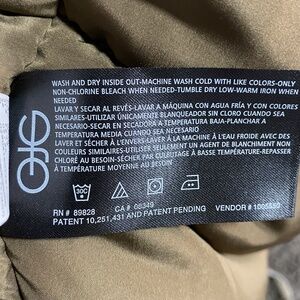 WASH AND DRY INSIDE OUT-MACHINE WASH COLD WITH LIKE COLORS-ONLY
NON-CHLORINE BLEACH WHEN NEEDED-TUMBLE DRY LOW-WARM IRON WHEN
NEEDED
LAVAR Y SECAR AL REVÉS-LAVAR A MÁQUINA CON AGUA FRÍA Y CON COLORES
SIMILARES-UTILIZAR ÚNICAMENTE BLANQUEADOR SIN CLORO CUANDO SEA
NECESARIO-SECAR EN SECADORA A TEMPERATURA BAJA-PLANCHAR A
TEMPERATURA MEDIA CUANDO SEA NECESARIO
LAVER ET SÉCHER À L'ENVERS-LAVER À LA MACHINE À L'EAU FROIDE AVEC DES
COULEURS SIMILAIRES-UTILISER SEULEMENT UN AGENT DE BLANCHIMENT NON
CHLORÉ AU BESOIN-SÉCHER PAR CULBUTAGE À BASSE TEMPÉRATURE-REPASSER
À TEMPÉRATURE MOYENNE AU BESOIN
RN # 89828 CA # 08349 VENDOR #
PATENT 10,251,431 AND PATENT PENDING